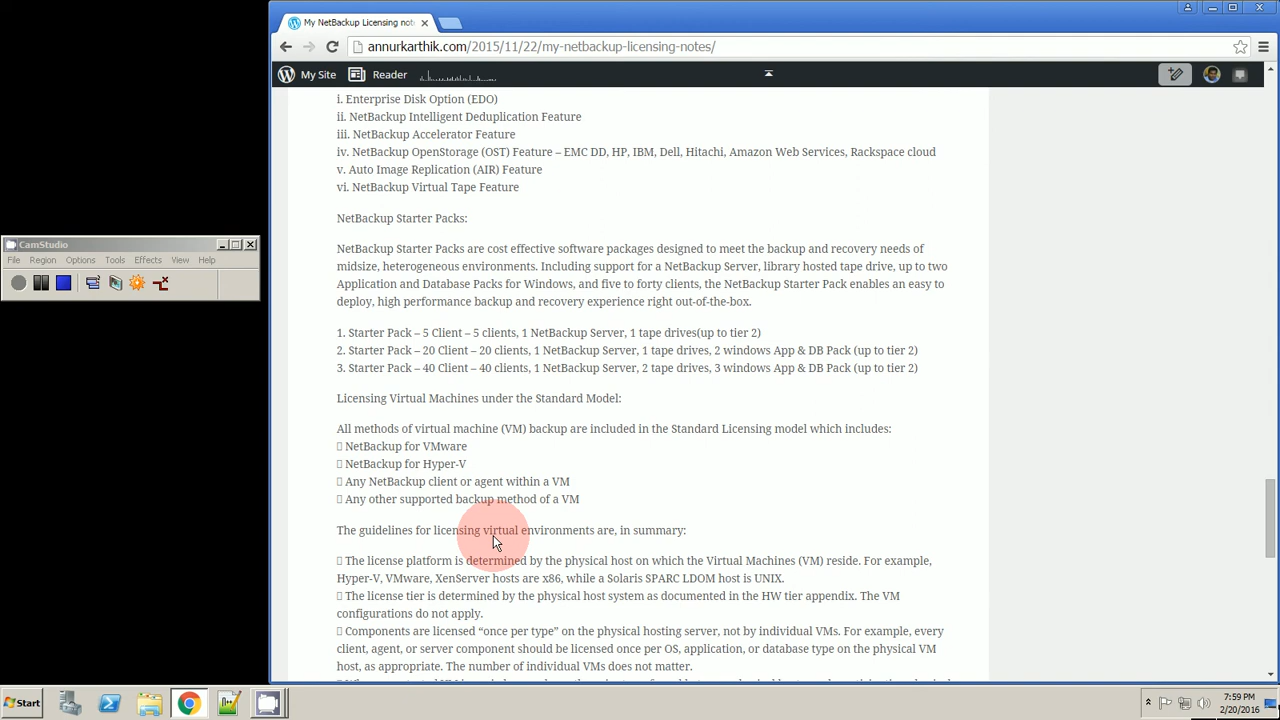 My NetBackup Licensing not
annurkarthik.com/2015/11/22/my-netbackup-licensing-notes/
My Site
Reader
i. Enterprise Disk Option (EDO)
ii. NetBackup Intelligent Deduplication Feature
iii. NetBackup Accelerator Feature
iv. NetBackup OpenStorage (OST) Feature – EMC DD, HP, IBM, Dell, Hitachi, Amazon Web Services, Rackspace cloud
v. Auto Image Replication (AIR) Feature
vi. NetBackup Virtual Tape Feature
NetBackup Starter Packs:
NetBackup Starter Packs are cost effective software packages designed to meet the backup and recovery needs of
midsize, heterogeneous environments. Including support for a NetBackup Server, library hosted tape drive, up to two
Application and Database Packs for Windows, and five to forty clients, the NetBackup Starter Pack enables an easy to
deploy, high performance backup and recovery experience right out-of-the-box.
1. Starter Pack – 5 Client – 5 clients, 1 NetBackup Server, 1 tape drives(up to tier 2)
2. Starter Pack – 20 Client – 20 clients, 1 NetBackup Server, 1 tape drives, 2 windows App & DB Pack (up to tier 2)
3. Starter Pack – 40 Client – 40 clients, 1 NetBackup Server, 2 tape drives, 3 windows App & DB Pack (up to tier 2)
Licensing Virtual Machines under the Standard Model:
All methods of virtual machine (VM) backup are included in the Standard Licensing model which includes:
NetBackup for VMware
NetBackup for Hyper-V
Any NetBackup client or agent within a VM
Any other supported backup method of a VM
The guidelines for licensing virtual environments are, in summary:
The license platform is determined by the physical host on which the Virtual Machines (VM) reside. For example,
Hyper-V, VMware, XenServer hosts are x86, while a Solaris SPARC LDOM host is UNIX.
The license tier is determined by the physical host system as documented in the HW tier appendix. The VM
configurations do not apply.
Components are licensed “once per type” on the physical hosting server, not by individual VMs. For example, every
client, agent, or server component should be licensed once per OS, application, or database type on the physical VM
host, as appropriate. The number of individual VMs does not matter.
CamStudio
File Region Options Tools Effects View Help
Start
7:59 PM
2/20/2016